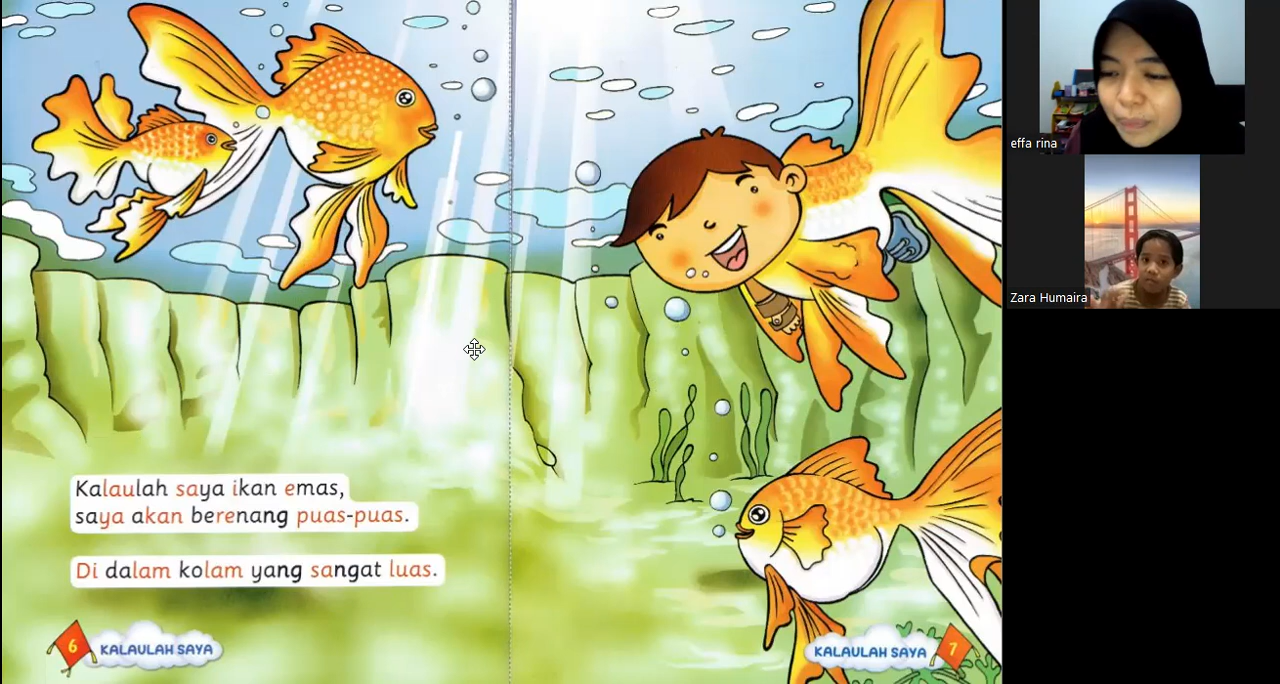 Kalaulah saya ikan emas,
saya akan berenang puas-puas.
Di dalam kolam yang sangat luas.
6
KALAULAH SAYA
KALAULAH SAYA
7
effa rina
Zara Humaira